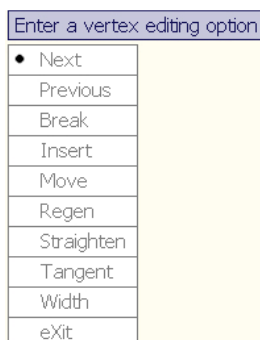 Enter a vertex editing option
Next
Previous
Break
Insert
Move
Regen
Straighten
Tangent
Width
eXit